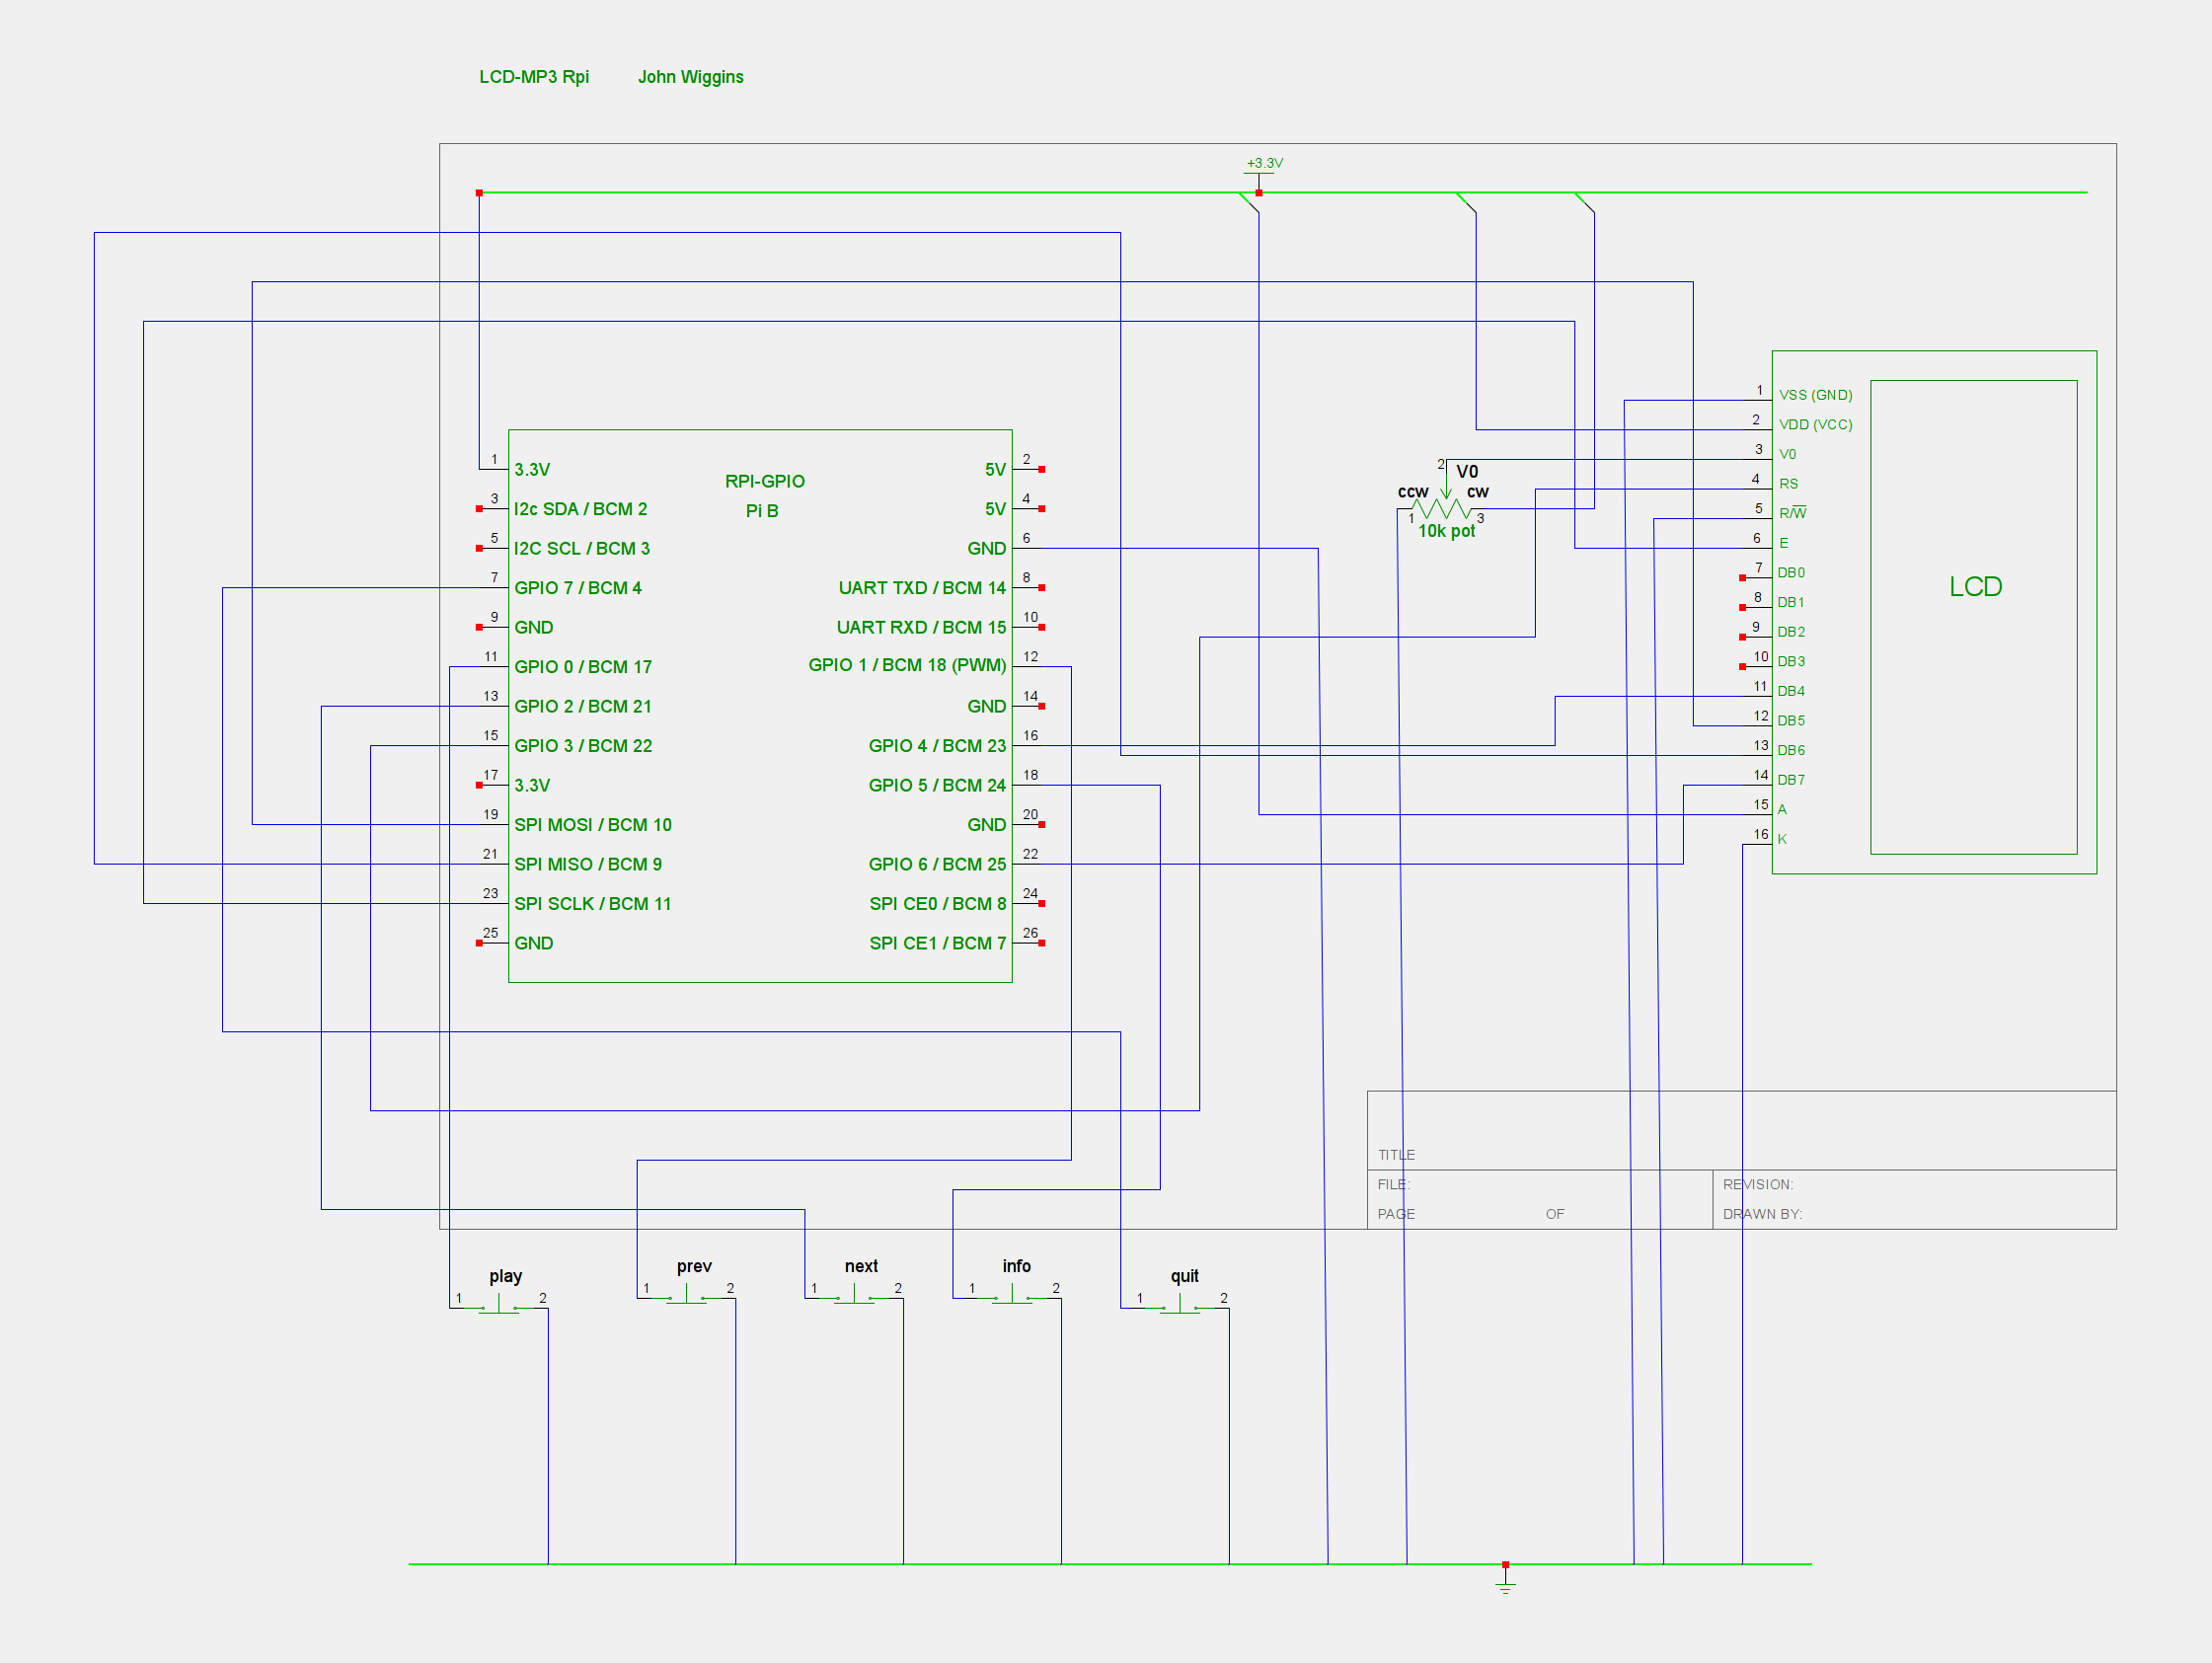 LCD-MP3 Rpi John Wiggins
+3.3V
RPI-GPIO
Pi B
1 3.3V
3 I2c SDA / BCM 2
5 I2C SCL / BCM 3
7 GPIO 7 / BCM 4
9 GND
11 GPIO 0 / BCM 17
13 GPIO 2 / BCM 21
15 GPIO 3 / BCM 22
17 3.3V
19 SPI MOSI / BCM 10
21 SPI MISO / BCM 9
23 SPI SCLK / BCM 11
25 GND
5V 2
5V 4
GND 6
UART TXD / BCM 14 8
UART RXD / BCM 15 10
GPIO 1 / BCM 18 (PWM) 12
GND 14
GPIO 4 / BCM 23 16
GPIO 5 / BCM 24 18
GND 20
GPIO 6 / BCM 25 22
SPI CE0 / BCM 8 24
SPI CE1 / BCM 7 26
2 V0
ccw cw
1 3
10k pot
1 VSS (GND)
2 VDD (VCC)
3 V0
4 RS
5 R/W
6 E
7 DB0
8 DB1
9 DB2
10 DB3
11 DB4
12 DB5
13 DB6
14 DB7
15 A
16 K
LCD
TITLE
FILE: REVISION:
PAGE OF DRAWN BY:
play
1 2
prev
1 2
next
1 2
info
1 2
quit
1 2